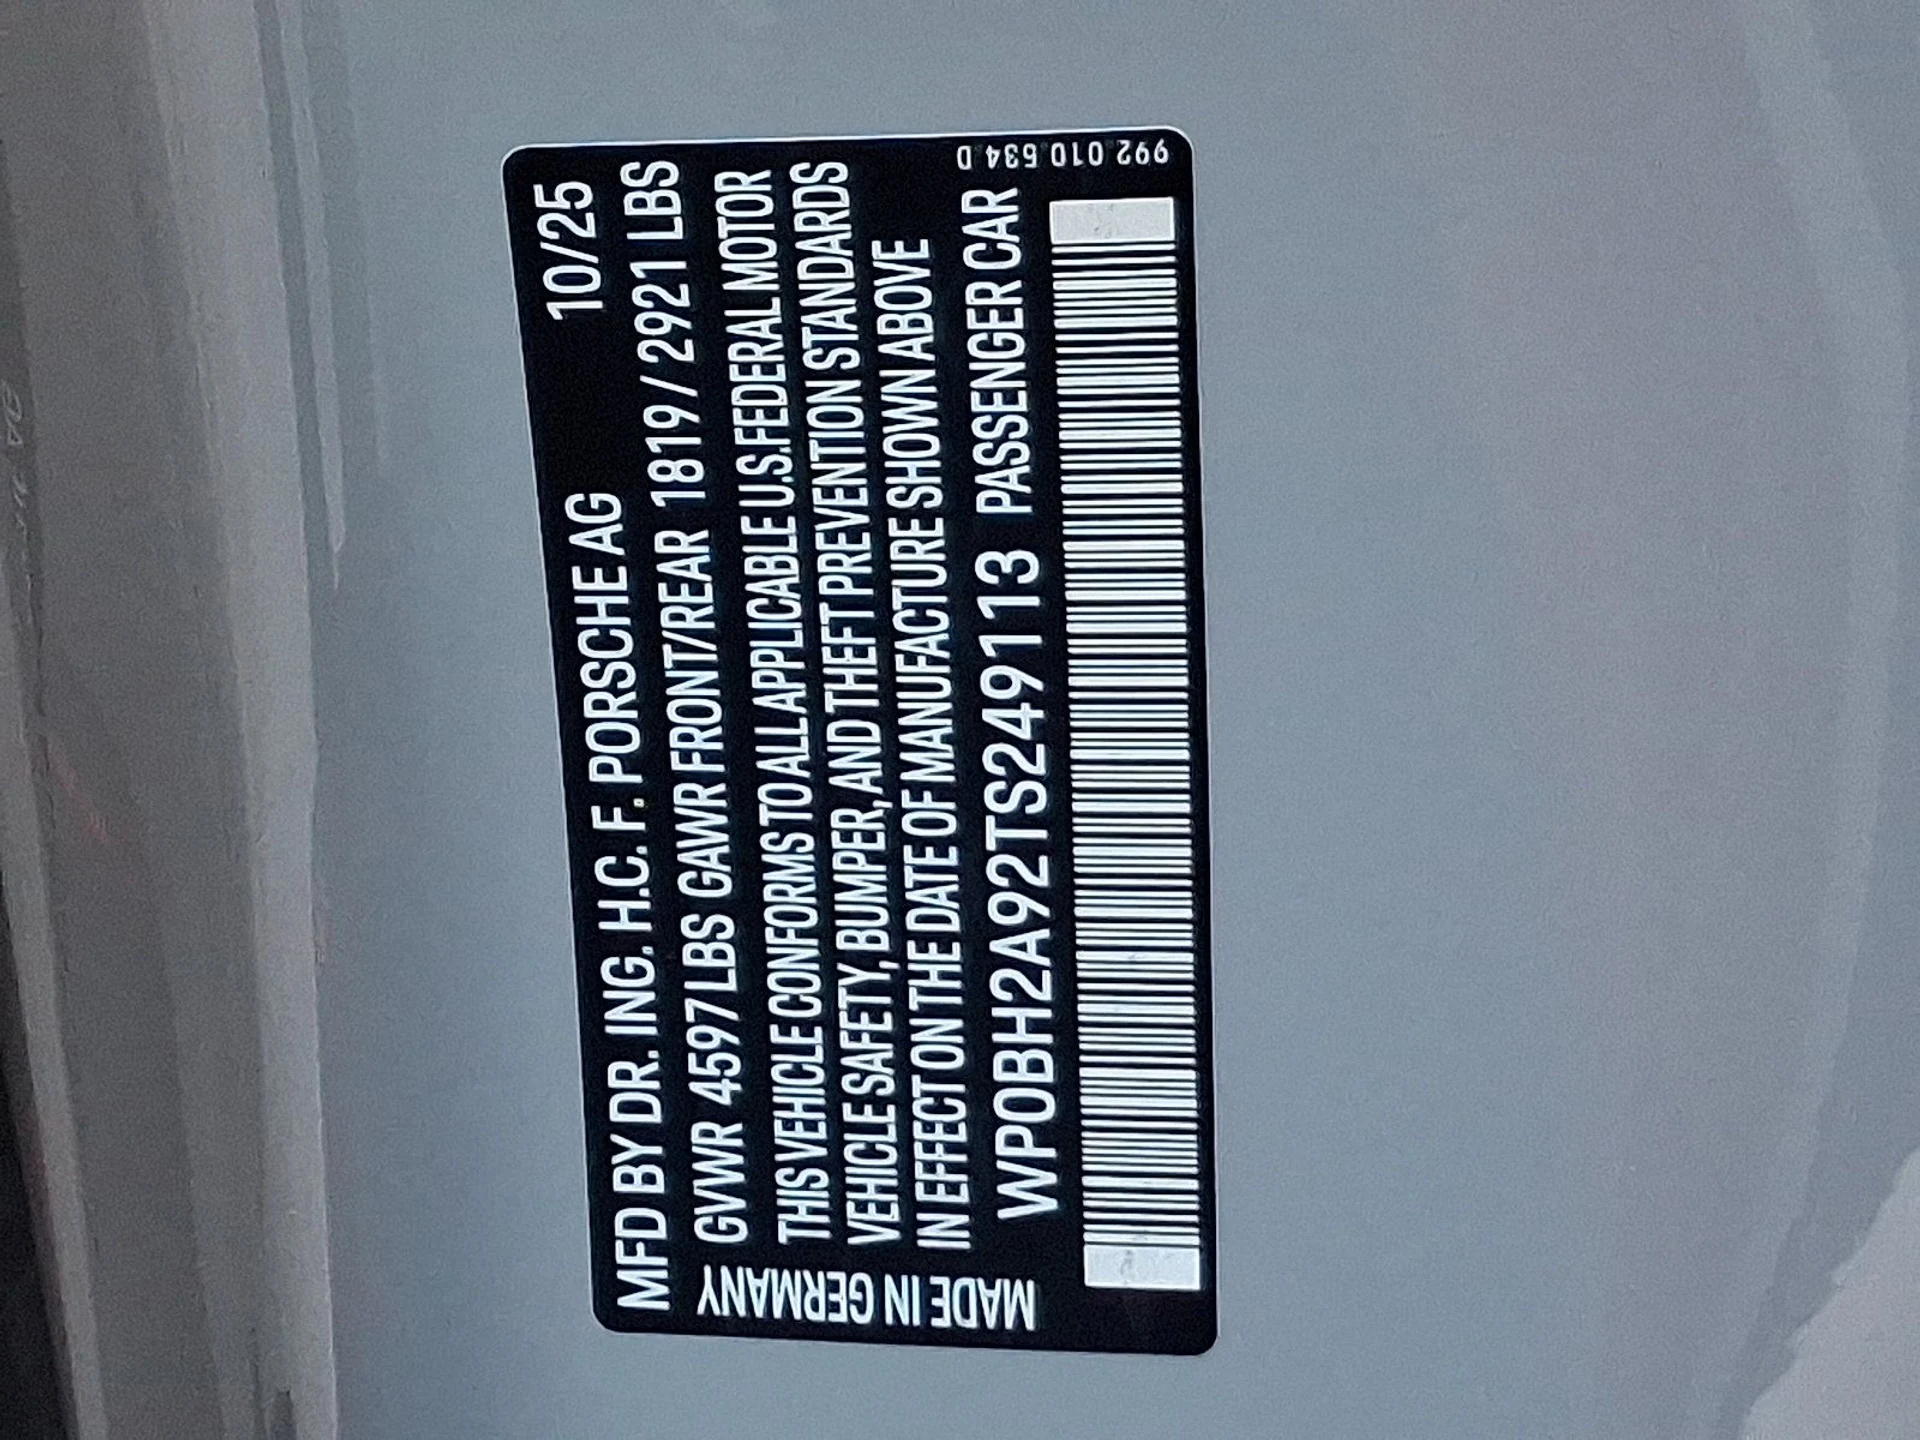 MFD BY DR. ING. H.C. F. PORSCHE AG 10/25
GVWR 4597 LBS GAWR FRONT/REAR 1819 / 2921 LBS
THIS VEHICLE CONFORMS TO ALL APPLICABLE U.S. FEDERAL MOTOR
VEHICLE SAFETY, BUMPER, AND THEFT PREVENTION STANDARDS
IN EFFECT ON THE DATE OF MANUFACTURE SHOWN ABOVE
WP0BH2A92TS249113 PASSENGER CAR
MADE IN GERMANY
992 010 534 D